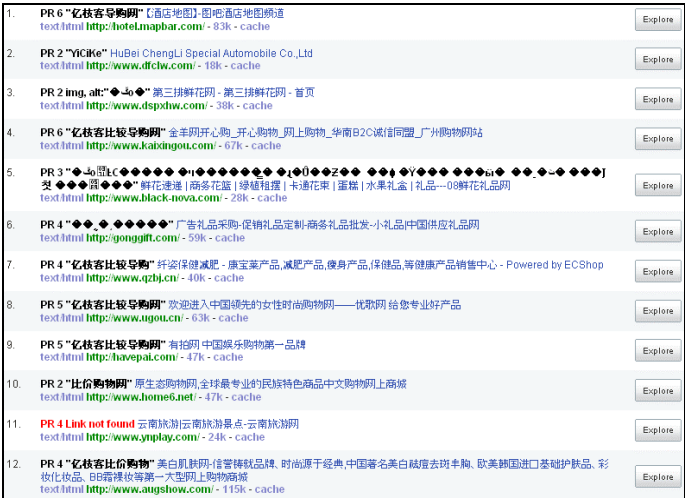 1. PR 6 "亿枝客导购网" 【酒店地图】-图吧酒店地图频道 Explore
text/html http://hotel.mapbar.com/ - 83k - cache
2. PR 2 "YiCiKe" HuBei ChengLi Special Automobile Co.,Ltd Explore
text/html http://www.dfclw.com/ - 18k - cache
3. PR 2 img, alt:" 第三排鲜花网 - 第三排鲜花网 - 首页 Explore
text/html http://www.dspxhw.com/ - 38k - cache
4. PR 6 "亿枝客比较导购网" 金羊网开心购_开心购物_网上购物_华南B2C诚信同盟_广州购物网站 Explore
text/html http://www.kaixingou.com/ - 67k - cache
5. PR 3 " Explore
鲜花速递 | 商务花篮 | 绿植租摆 | 卡通花束 | 蛋糕 | 水果礼盒 | 礼品---08鲜花礼品网
text/html http://www.black-nova.com/ - 28k - cache
6. PR 4 " 广告礼品采购-促销礼品定制-商务礼品批发-小礼品|中国供应礼品网 Explore
text/html http://gonggift.com/ - 59k - cache
7. PR 4 "亿枝客比较导购" 纤姿保健减肥 - 康宝莱产品,减肥产品,瘦身产品,保健品,等健康产品销售中心 - Powered by ECShop Explore
text/html http://www.qzbj.cn/ - 40k - cache
8. PR 5 "亿枝客比较导购网" 欢迎进入中国领先的女性时尚购物网——忧歌网 给您专业好产品 Explore
text/html http://www.ugou.cn/ - 63k - cache
9. PR 5 "亿枝客比较导购网" 有拍网 中国娱乐购物第一品牌 Explore
text/html http://havepai.com/ - 47k - cache
10. PR 2 "比价购物网" 原生态购物网,全球最专业的民族特色商品中文购物网上商城 Explore
text/html http://www.home6.net/ - 47k - cache
11. PR 4 Link not found 云南旅游|云南旅游景点-云南旅游网 Explore
text/html http://www.ynplay.com/ - 24k - cache
12. PR 4 "亿枝客比价购物" 美白肌肤网-信誉铸就品牌、时尚源于经典,中国著名美白祛痘去斑丰胸、欧美韩国进口基础护肤品、彩 Explore
妆化妆品、BB霜裸妆等第一大型网上购物商城
text/html http://www.augshow.com/ - 115k - cache